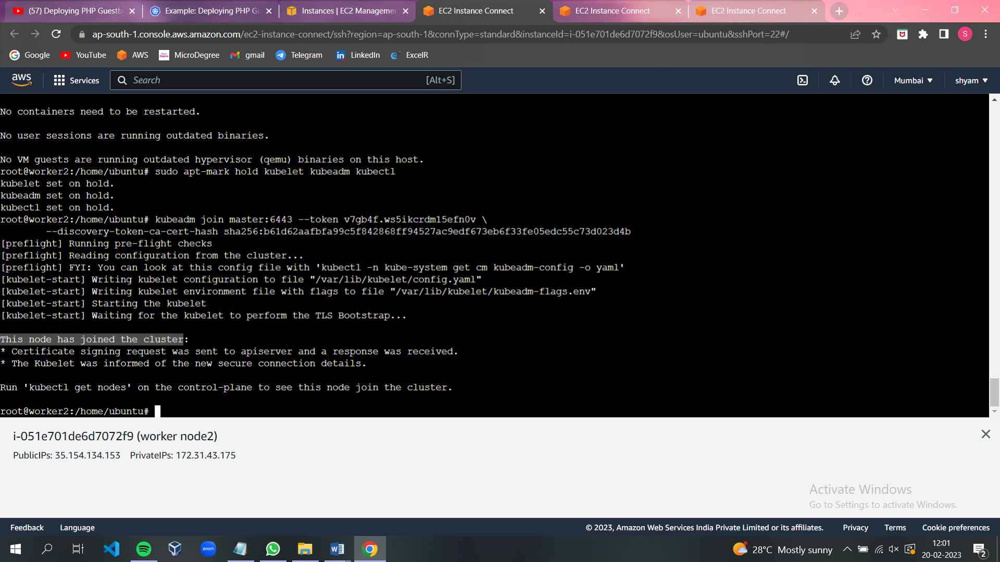 (57) Deploying PHP Guestb
Example: Deploying PHP Gu
Instances | EC2 Managemen
EC2 Instance Connect
EC2 Instance Connect
EC2 Instance Connect
ap-south-1.console.aws.amazon.com/ec2-instance-connect/ssh?region=ap-south-1&connType=standard&instanceId=i-051e701de6d7072f9&osUser=ubuntu&sshPort=22#/
S
Google YouTube AWS MicroDegree gmail Telegram LinkedIn ExcelR
aws Services Search [Alt+S] Mumbai shyam
No containers need to be restarted.
No user sessions are running outdated binaries.
No VM guests are running outdated hypervisor (qemu) binaries on this host.
root@worker2:/home/ubuntu# sudo apt-mark hold kubelet kubeadm kubectl
kubelet set on hold.
kubeadm set on hold.
kubectl set on hold.
root@worker2:/home/ubuntu# kubeadm join master:6443 --token v7gb4f.ws5ikcrdm15efn0v \
--discovery-token-ca-cert-hash sha256:b61d62aafbfa99c5f842868ff94527ac9edf673eb6f33fe05edc55c73d023d4b
[preflight] Running pre-flight checks
[preflight] Reading configuration from the cluster...
[preflight] FYI: You can look at this config file with 'kubectl -n kube-system get cm kubeadm-config -o yaml'
[kubelet-start] Writing kubelet configuration to file "/var/lib/kubelet/config.yaml"
[kubelet-start] Writing kubelet environment file with flags to file "/var/lib/kubelet/kubeadm-flags.env"
[kubelet-start] Starting the kubelet
[kubelet-start] Waiting for the kubelet to perform the TLS Bootstrap...
This node has joined the cluster:
* Certificate signing request was sent to apiserver and a response was received.
* The Kubelet was informed of the new secure connection details.
Run 'kubectl get nodes' on the control-plane to see this node join the cluster.
root@worker2:/home/ubuntu#
i-051e701de6d7072f9 (worker node2)
PublicIPs: 35.154.134.153 PrivateIPs: 172.31.43.175
Activate Windows
Go to Settings to activate Windows.
Feedback Language © 2023, Amazon Web Services India Private Limited or its affiliates. Privacy Terms Cookie preferences
zoom
28°C Mostly sunny
12:01
20-02-2023
2